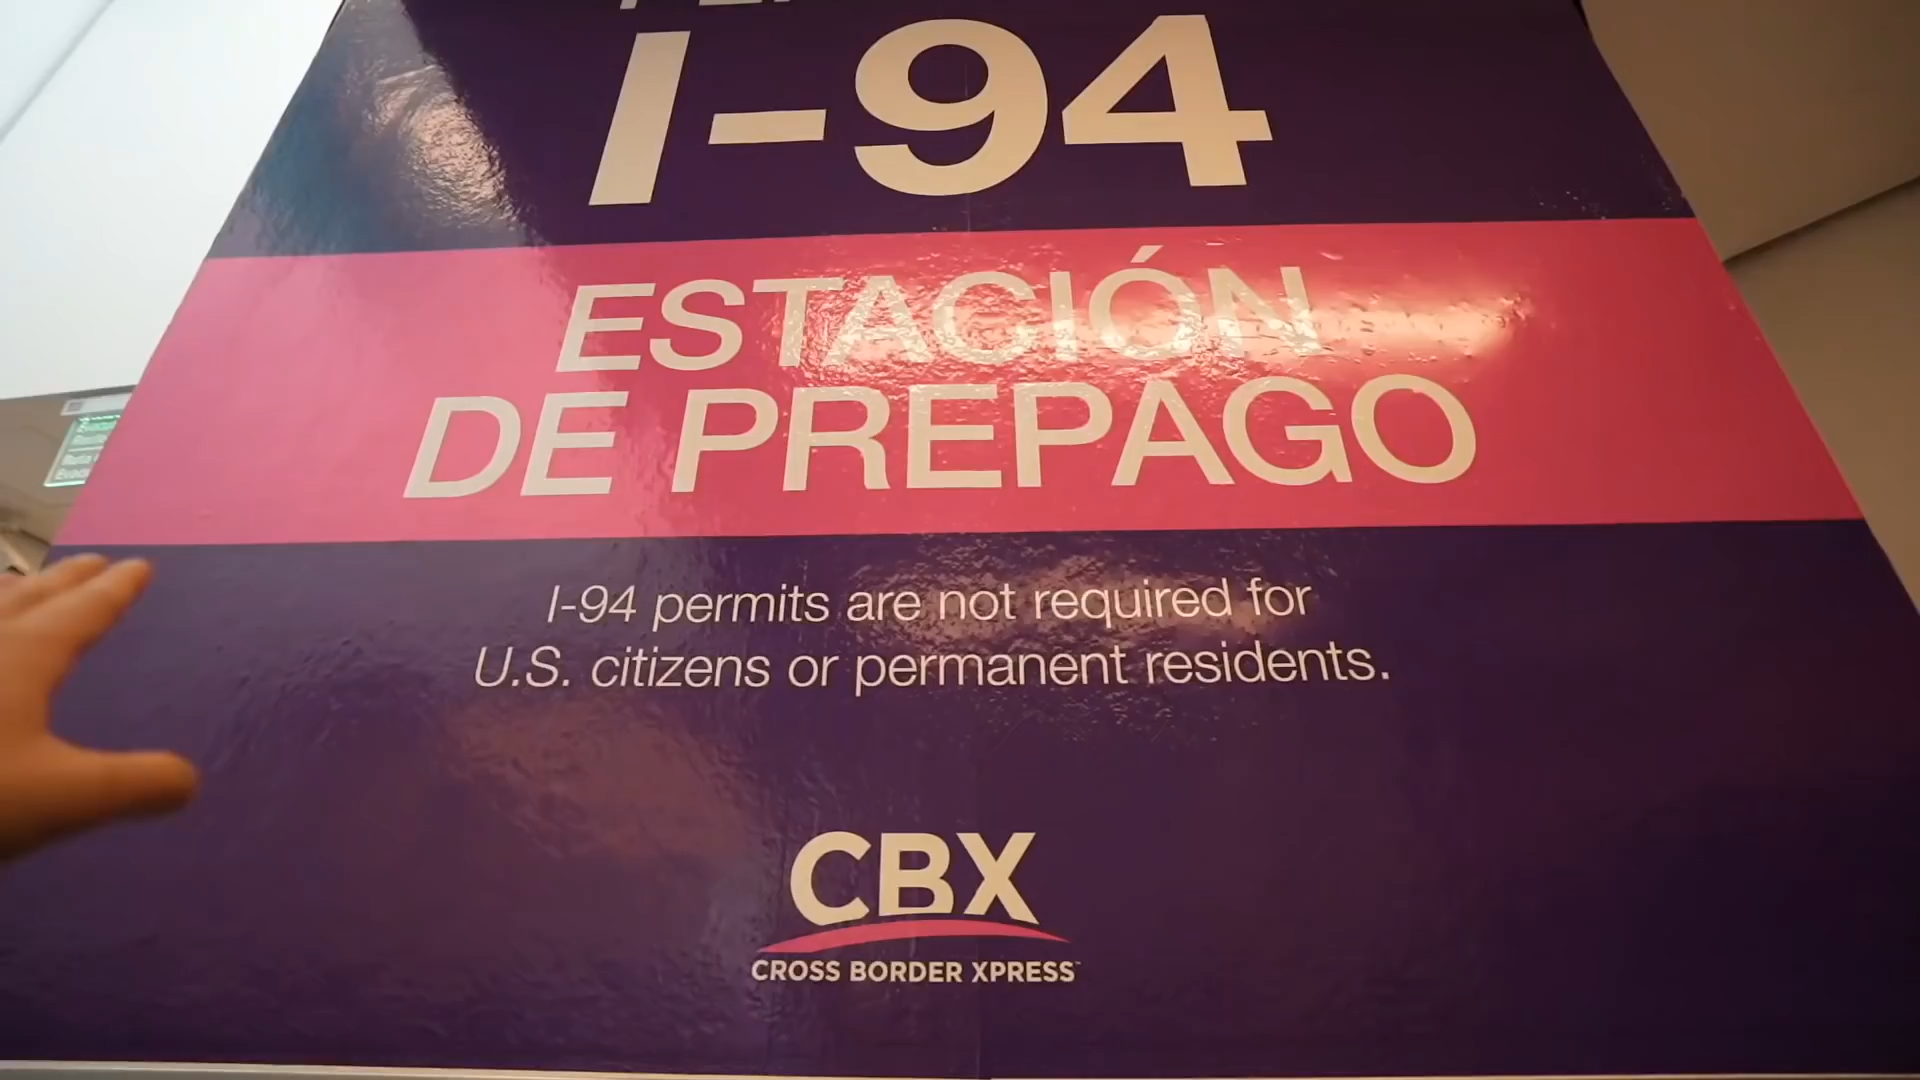 I-94
ESTACIÓN
DE PREPAGO
I-94 permits are not required for
U.S. citizens or permanent residents.
CBX
CROSS BORDER XPRESS